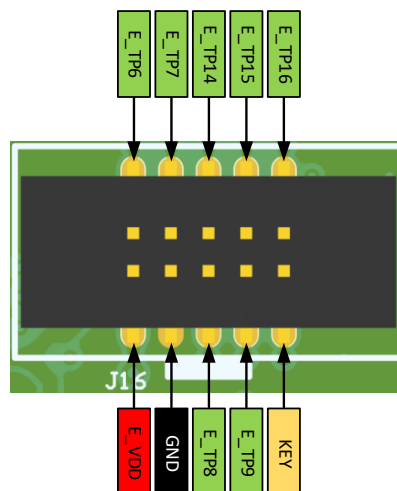 E_TP6
E_TP7
E_TP14
E_TP15
E_TP16
J16
E_VDD
GND
E_TP8
E_TP9
KEY